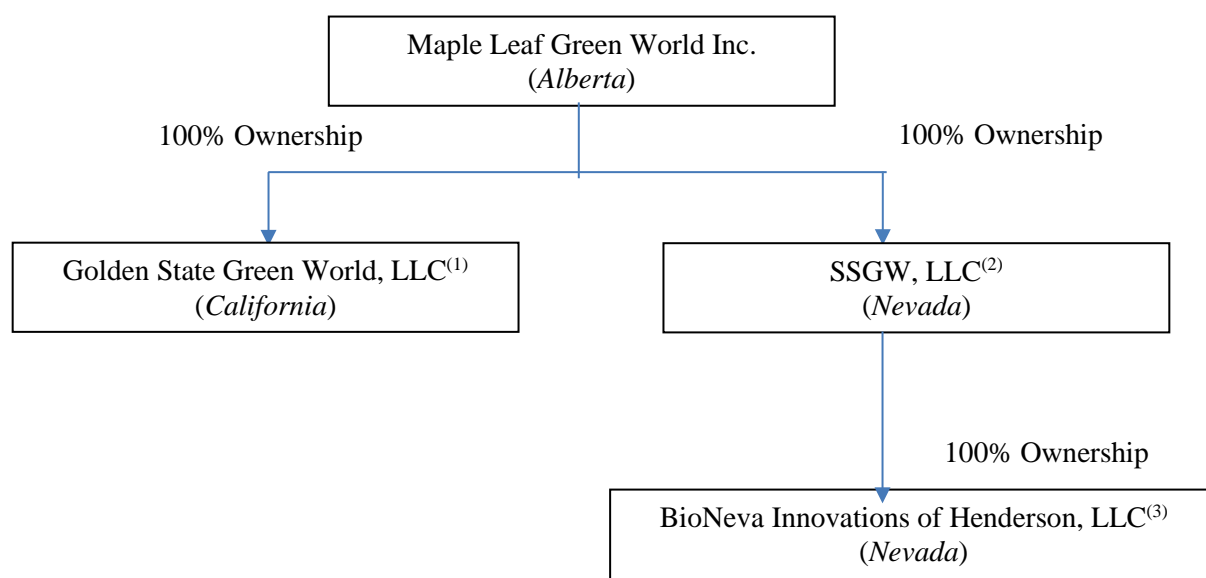 Maple Leaf Green World Inc.
(Alberta)
100% Ownership
100% Ownership
Golden State Green World, LLC(1)
(California)
SSGW, LLC(2)
(Nevada)
100% Ownership
BioNeva Innovations of Henderson, LLC(3)
(Nevada)